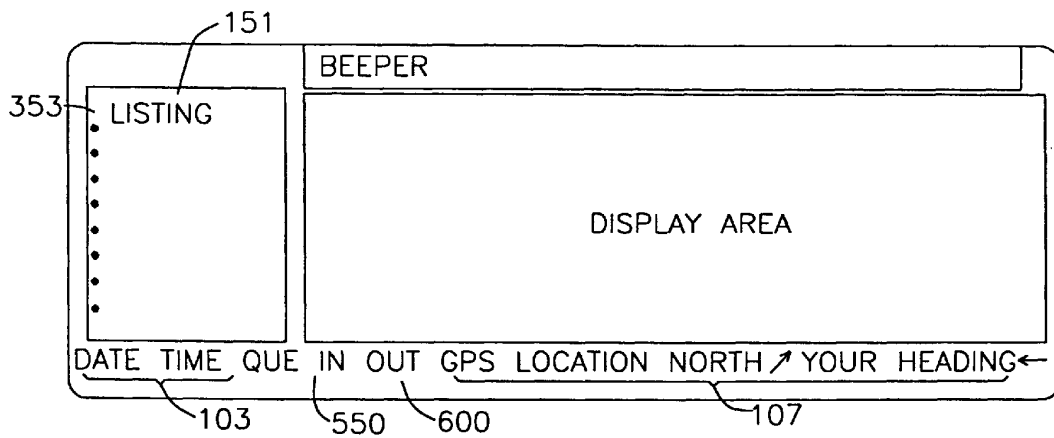 151
BEEPER
353 LISTING
DISPLAY AREA
DATE TIME QUE IN OUT GPS LOCATION NORTH↗ YOUR HEADING←
103 550 600 107